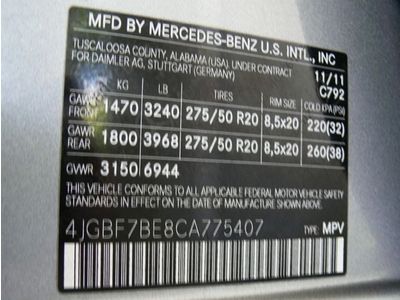 MFD BY MERCEDES-BENZ U.S. INTL., INC
TUSCALOOSA COUNTY, ALABAMA (USA), UNDER CONTRACT
FOR DAIMLER AG, STUTTGART (GERMANY)
11/11
C792
KG LB TIRES RIM SIZE COLD KPA(PSI)
GAWR FRONT 1470 3240 275/50 R20 8,5x20 220(32)
GAWR REAR 1800 3968 275/50 R20 8,5x20 260(38)
GVWR 3150 6944
THIS VEHICLE CONFORMS TO ALL APPLICABLE FEDERAL MOTOR VEHICLE SAFETY
STANDARDS IN EFFECT ON THE DATE OF MANUFACTURE SHOWN ABOVE.
4JGBF7BE8CA775407 TYPE: MPV